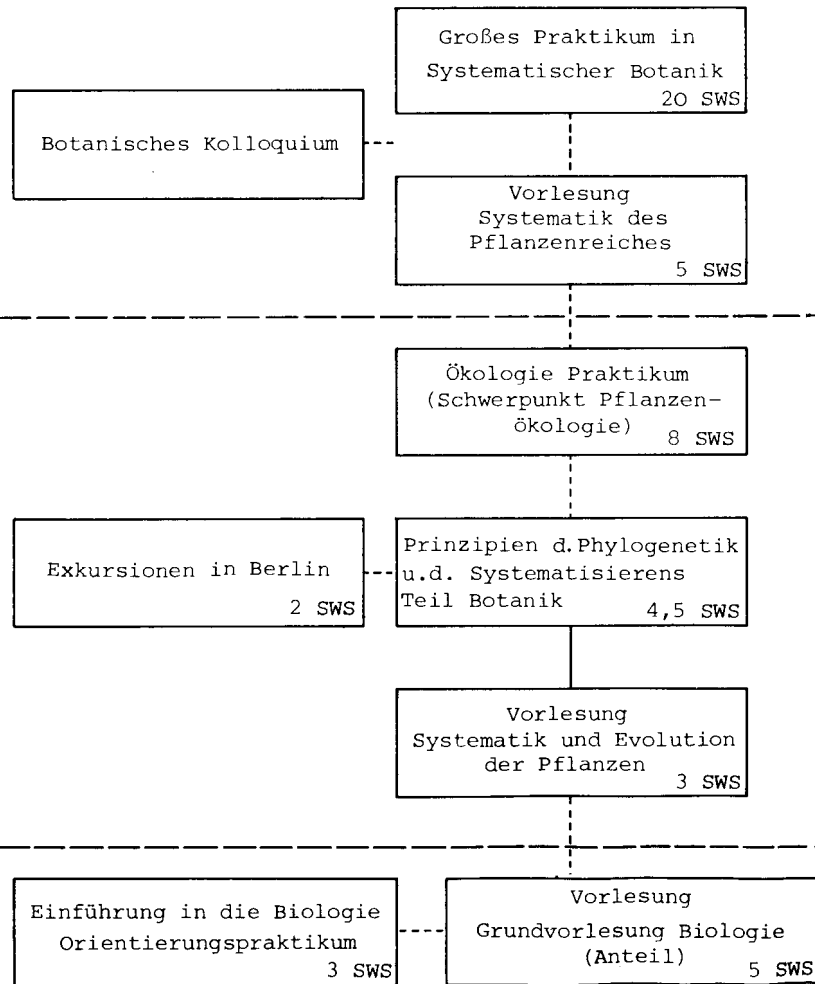 Großes Praktikum in
Systematischer Botanik
20 SWS
Botanisches Kolloquium
Vorlesung
Systematik des
Pflanzenreiches
5 SWS
Ökologie Praktikum
(Schwerpunkt Pflanzen-
ökologie) 8 SWS
Exkursionen in Berlin
2 SWS
Prinzipien d.Phylogenetik
u.d. Systematisierens
Teil Botanik 4,5 SWS
Vorlesung
Systematik und Evolution
der Pflanzen
3 SWS
Einführung in die Biologie
Orientierungspraktikum
3 SWS
Vorlesung
Grundvorlesung Biologie
(Anteil) 5 SWS